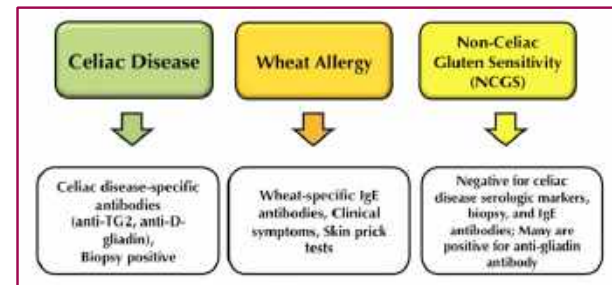 Celiac Disease
Wheat Allergy
Non-Celiac
Gluten Sensitivity
(NCGS)
Celiac disease-specific
antibodies
(anti-TG2, anti-D-
gliadin),
Biopsy positive
Wheat-specific IgE
antibodies, Clinical
symptoms, Skin prick
tests
Negative for celiac
disease serologic markers,
biopsy, and IgE
antibodies; Many are
positive for anti-gliadin
antibody